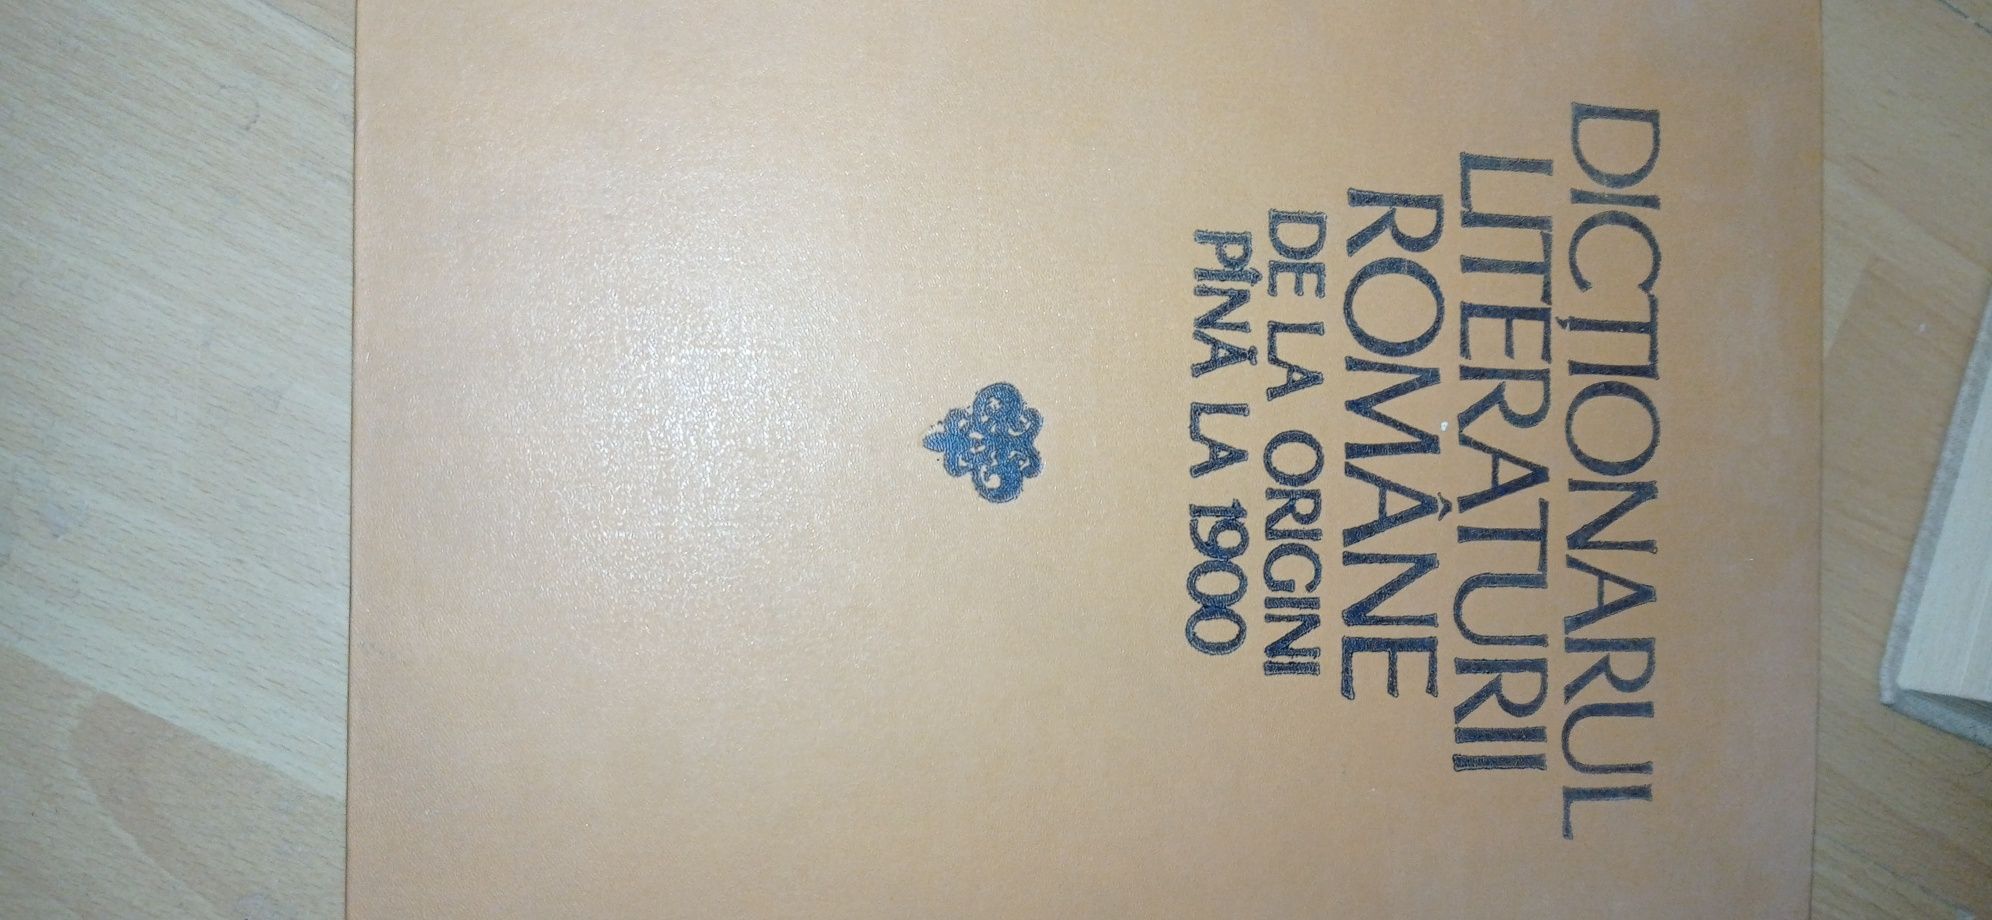 DICȚIONARUL
LITERATURII
ROMÂNE
DE LA ORIGINI
PÎNĂ LA 1900